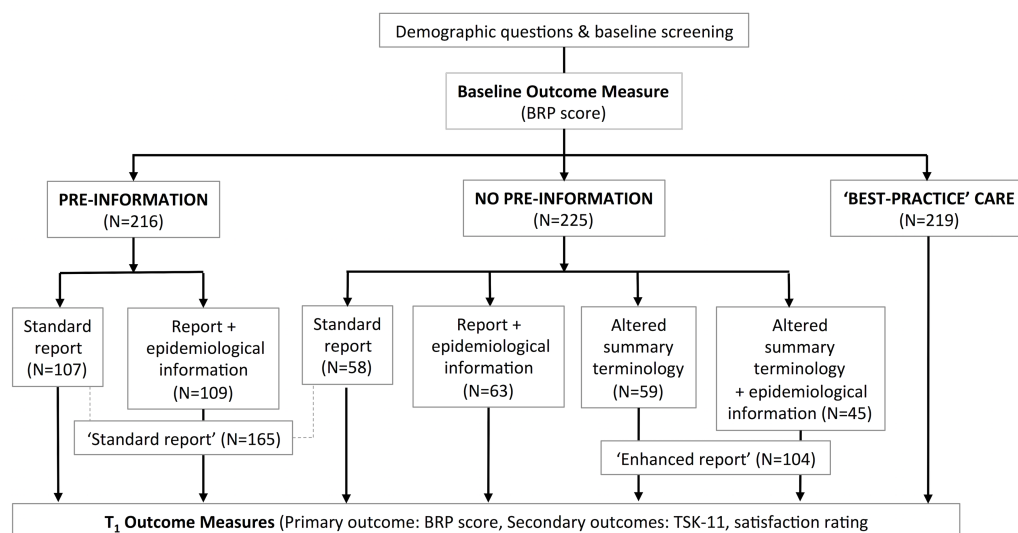 Demographic questions & baseline screening
Baseline Outcome Measure
(BRP score)
PRE-INFORMATION
(N=216)
NO PRE-INFORMATION
(N=225)
‘BEST-PRACTICE’ CARE
(N=219)
Standard
report
(N=107)
Report +
epidemiological
information
(N=109)
Standard
report
(N=58)
Report +
epidemiological
information
(N=63)
Altered
summary
terminology
(N=59)
Altered
summary
terminology
+ epidemiological
information (N=45)
‘Standard report’ (N=165)
‘Enhanced report’ (N=104)
T1 Outcome Measures (Primary outcome: BRP score, Secondary outcomes: TSK-11, satisfaction rating